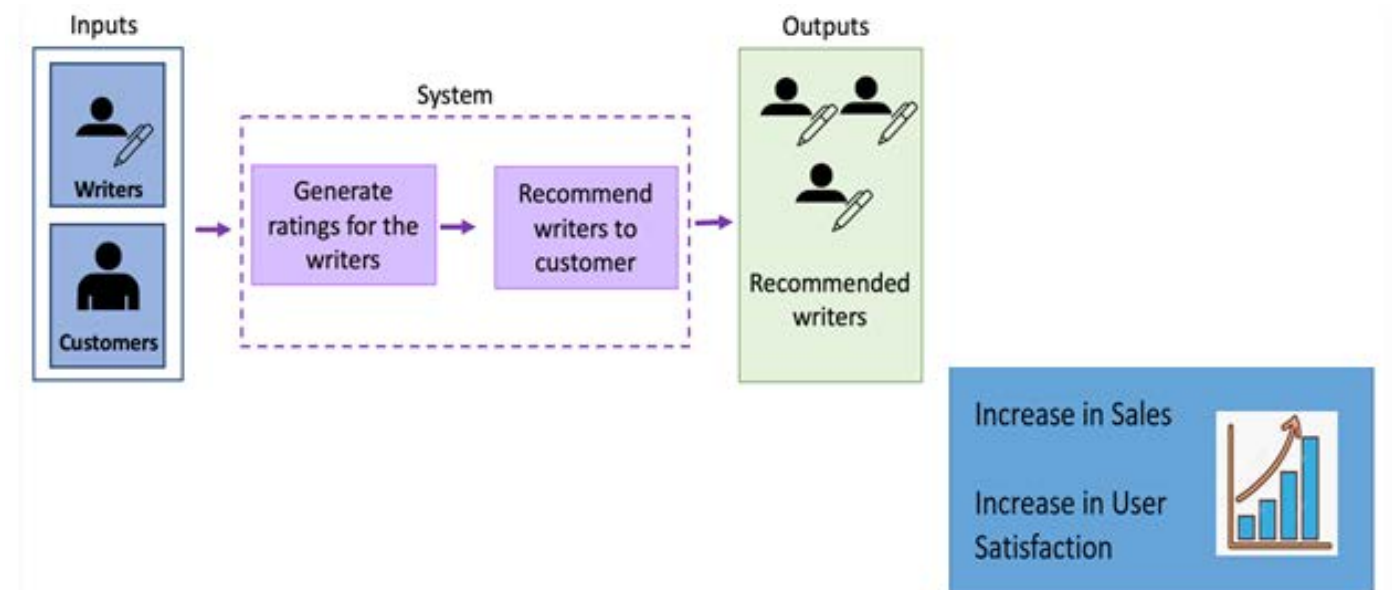 Inputs
Writers
Customers
System
Generate
ratings for the
writers
Recommend
writers to
customer
Outputs
Recommended
writers
Increase in Sales
Increase in User
Satisfaction